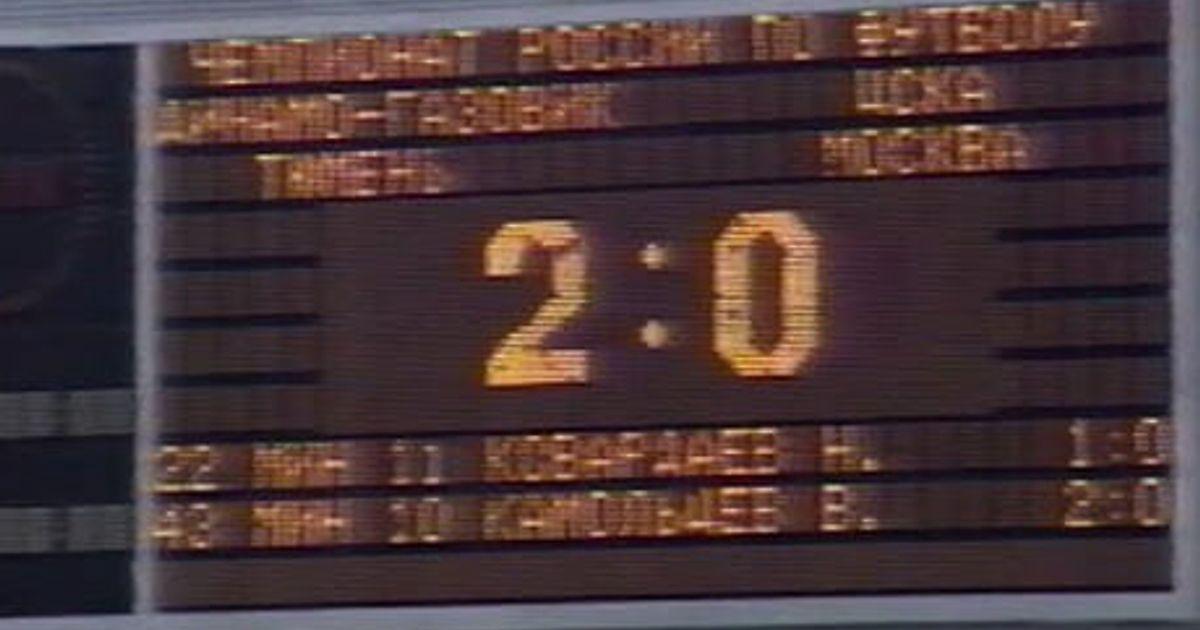 ЧЕМПИОНАТ РОССИИ ПО ФУТБОЛУ
ДИНАМО-ГАЗОВИК ЦСКА
ТЮМЕНЬ МОСКВА
2:0
22 МИН 11 КОВАРДАЕВ Н. 1:0
43 МИН 10 КАМОЛЬЦЕВ В. 2:0